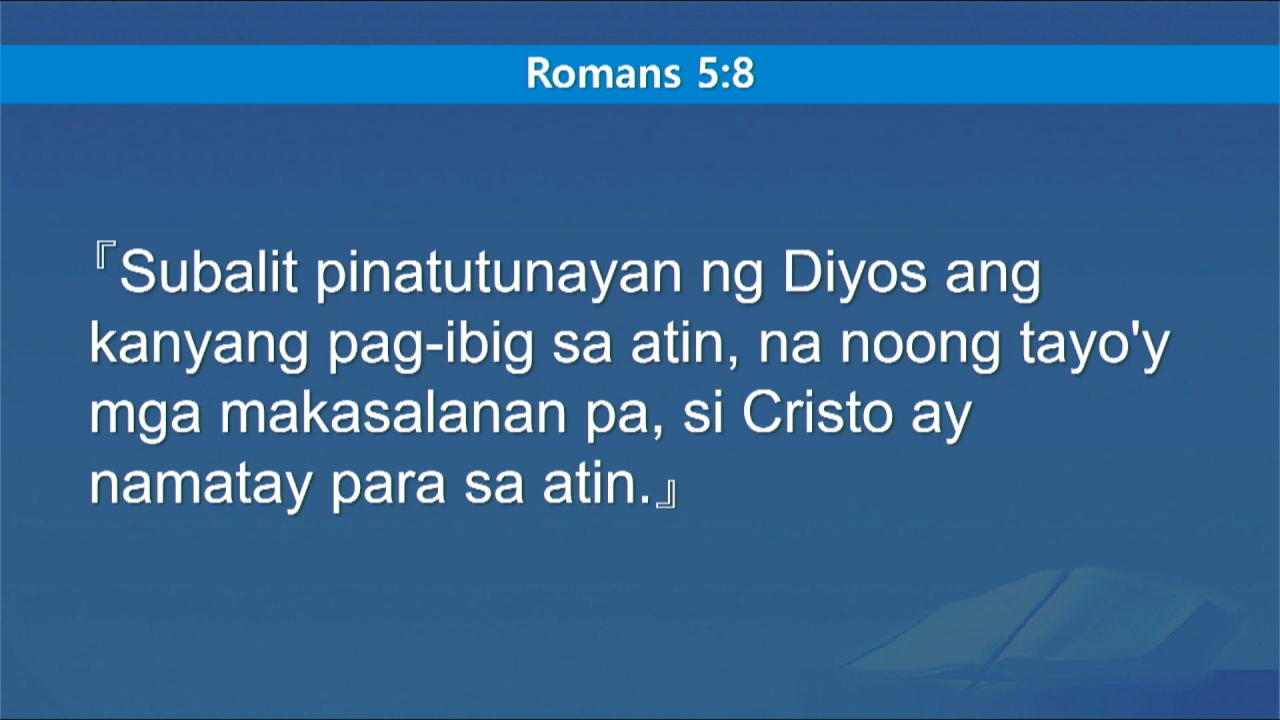 Romans 5:8
『Subalit pinatutunayan ng Diyos ang
kanyang pag-ibig sa atin, na noong tayo'y
mga makasalanan pa, si Cristo ay
namatay para sa atin.』